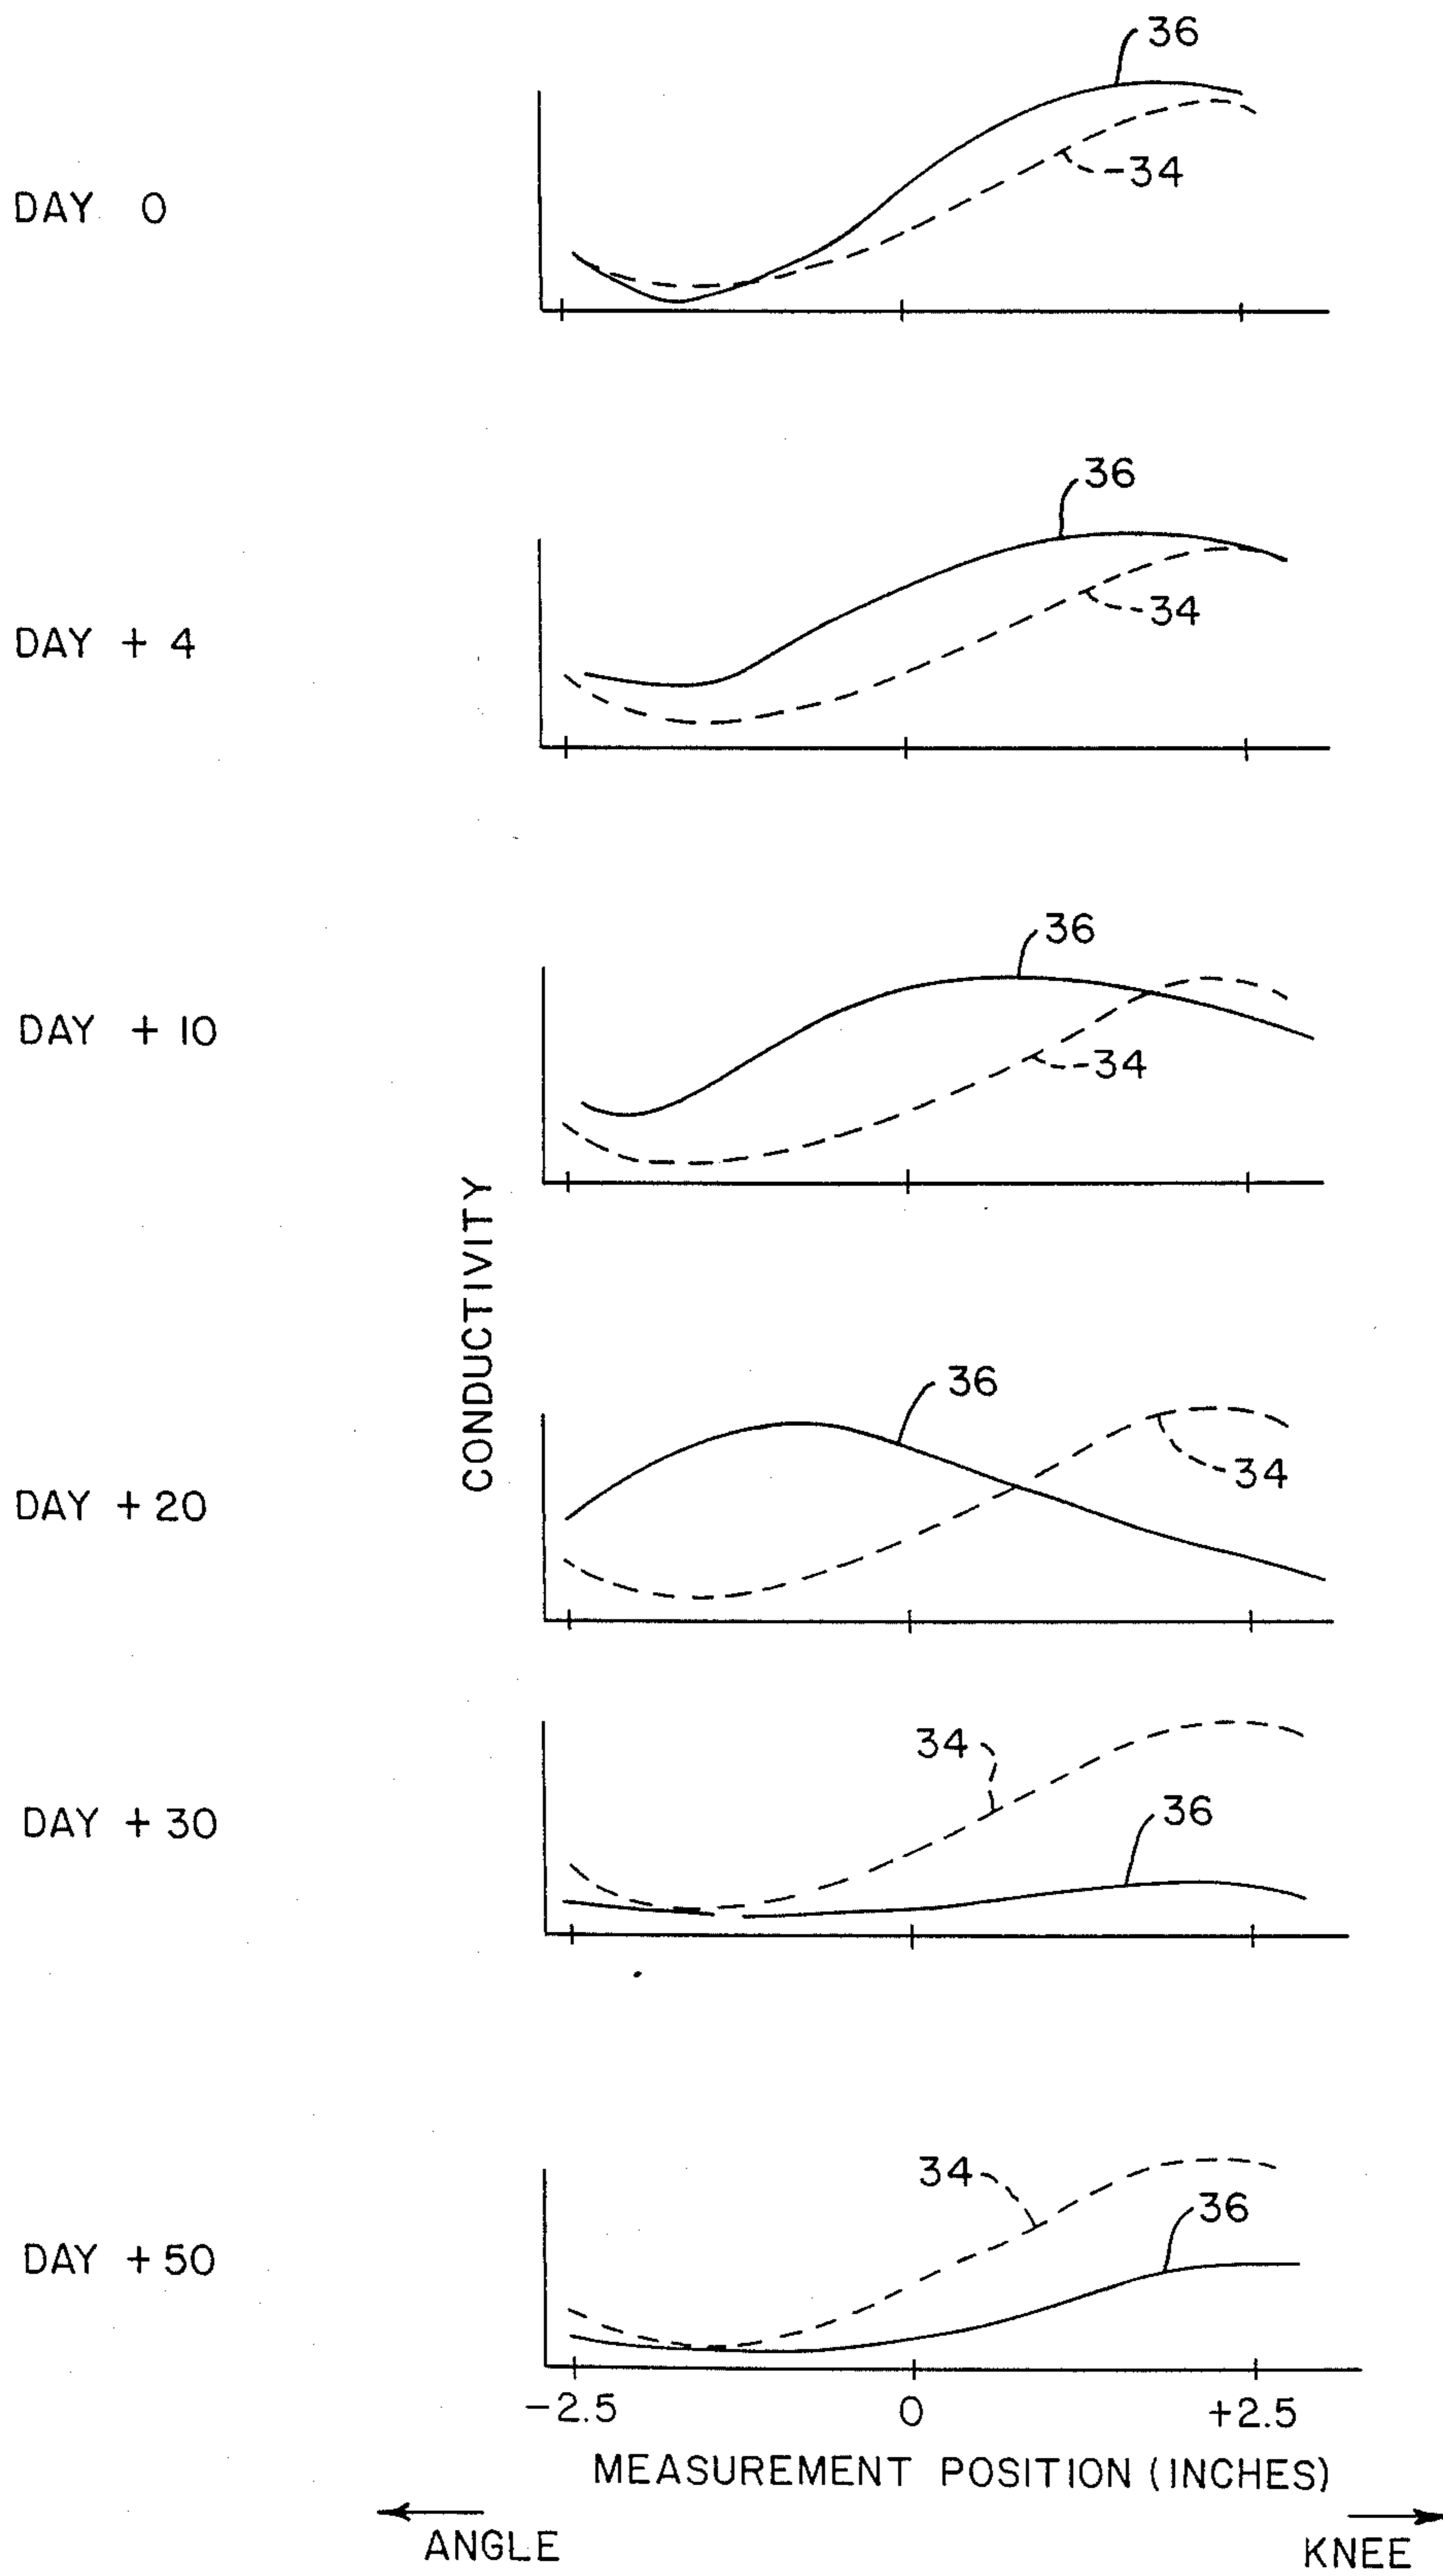 36
DAY 0
34
36
DAY + 4
34
36
DAY + 10
34
CONDUCTIVITY
36
34
DAY + 20
34
36
DAY + 30
34
36
DAY + 50
-2.5 0 +2.5
MEASUREMENT POSITION (INCHES)
ANGLE KNEE